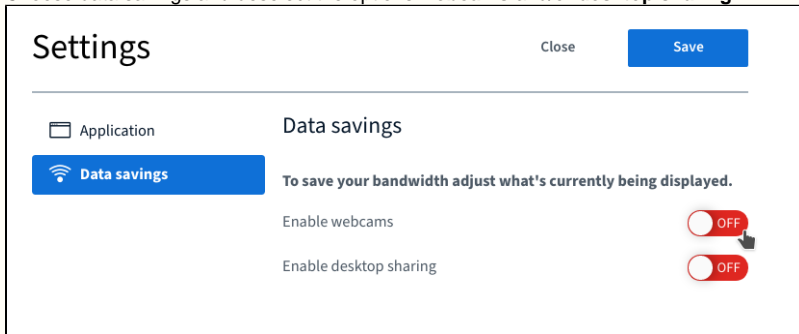 Settings
Close
Save
Application
Data savings
Data savings
To save your bandwidth adjust what's currently being displayed.
Enable webcams
OFF
Enable desktop sharing
OFF